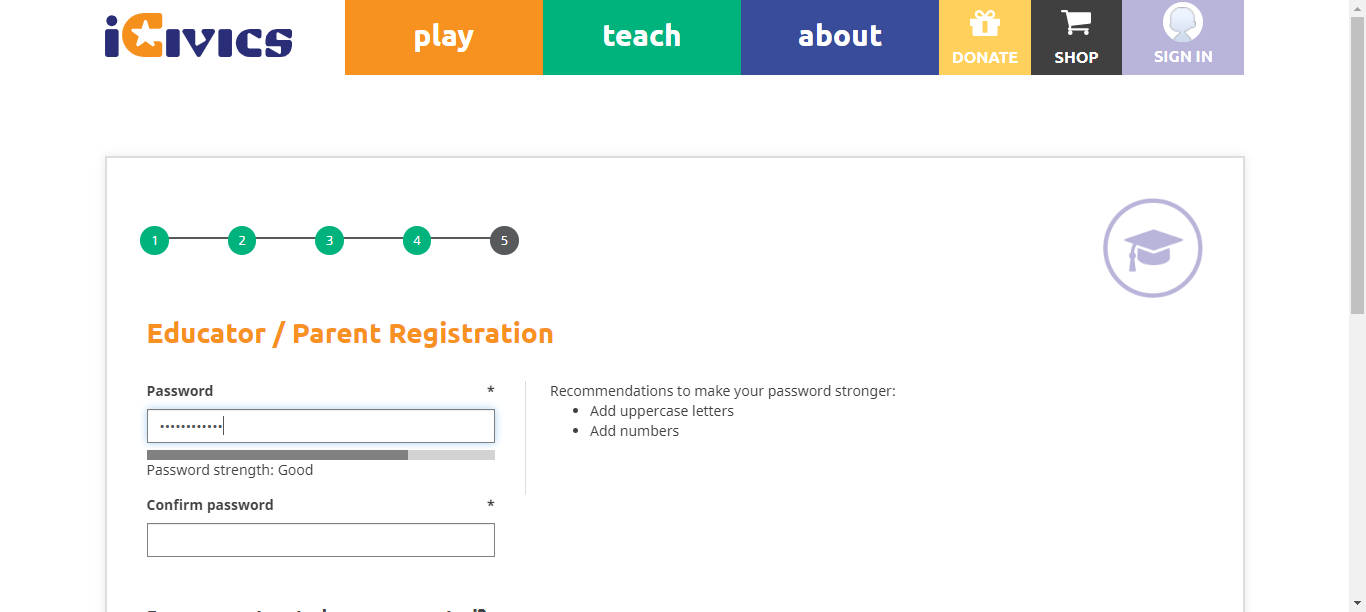 iCivics
play
teach
about
DONATE
SHOP
SIGN IN
1 2 3 4 5
Educator / Parent Registration
Password *
Recommendations to make your password stronger:
Add uppercase letters
Add numbers
Password strength: Good
Confirm password *